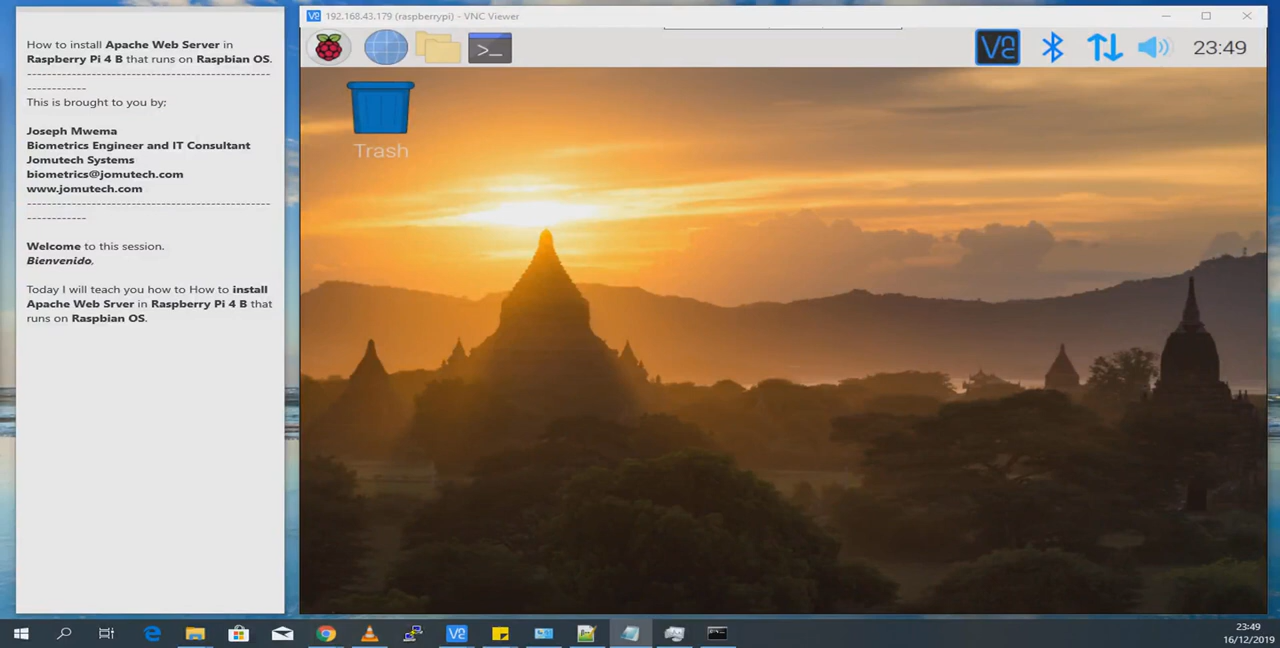 How to install Apache Web Server in
Raspberry Pi 4 B that runs on Raspbian OS.
-----------------------------------------------
------------
This is brought to you by;
Joseph Mwema
Biometrics Engineer and IT Consultant
Jomutech Systems
biometrics@jomutech.com
www.jomutech.com
-----------------------------------------------
------------
Welcome to this session.
Bienvenido,
Today I will teach you how to How to install
Apache Web Srver in Raspberry Pi 4 B that
runs on Raspbian OS.
192.168.43.179 (raspberrypi) - VNC Viewer
23:49
Trash
23:49
16/12/2019